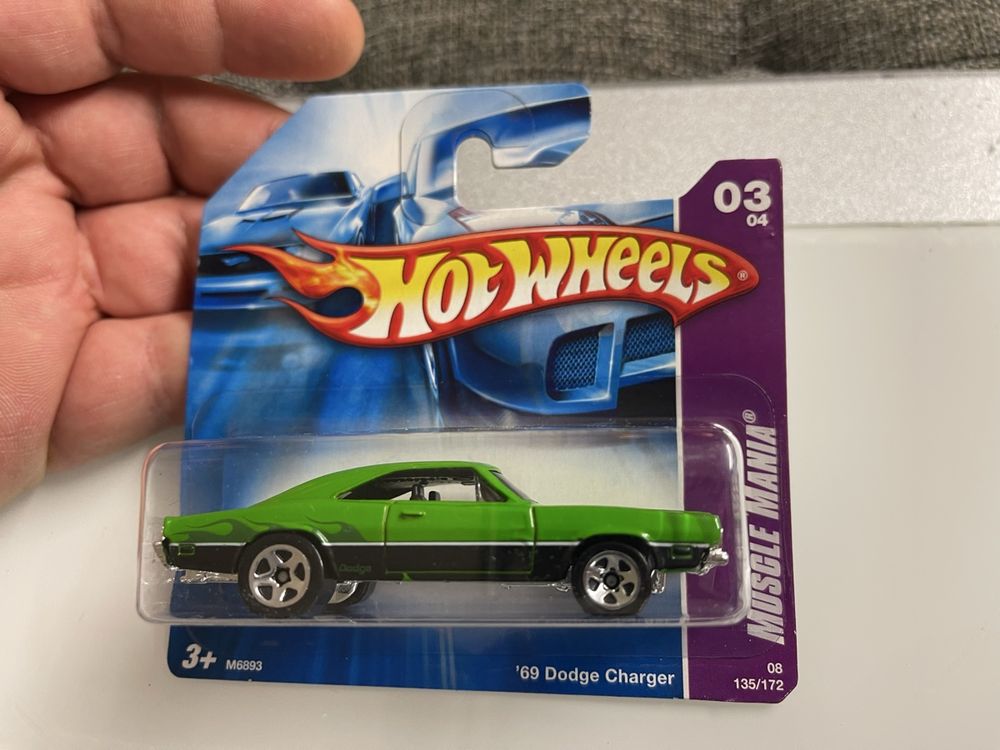 03
04
HOT WHEELS®
MUSCLE MANIA®
Dodge
3+ M6893
'69 Dodge Charger
08
135/172